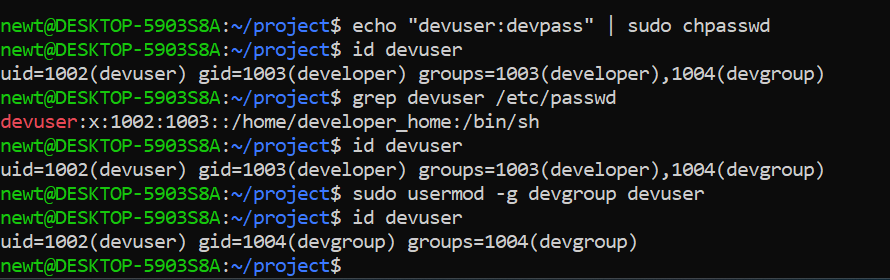 newt@DESKTOP-5903S8A:~/project$ echo "devuser:devpass" | sudo chpasswd
newt@DESKTOP-5903S8A:~/project$ id devuser
uid=1002(devuser) gid=1003(developer) groups=1003(developer),1004(devgroup)
newt@DESKTOP-5903S8A:~/project$ grep devuser /etc/passwd
devuser:x:1002:1003::/home/developer_home:/bin/sh
newt@DESKTOP-5903S8A:~/project$ id devuser
uid=1002(devuser) gid=1003(developer) groups=1003(developer),1004(devgroup)
newt@DESKTOP-5903S8A:~/project$ sudo usermod -g devgroup devuser
newt@DESKTOP-5903S8A:~/project$ id devuser
uid=1002(devuser) gid=1004(devgroup) groups=1004(devgroup)
newt@DESKTOP-5903S8A:~/project$